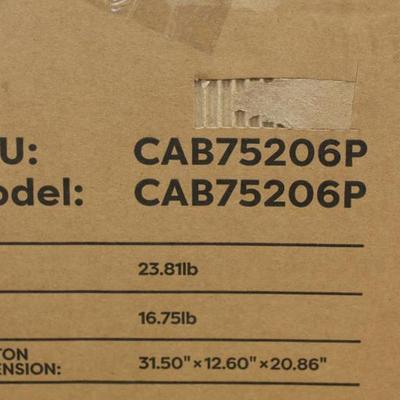 U: CAB75206P
odel: CAB75206P
23.81lb
16.75lb
TON
ENSION: 31.50"×12.60"×20.86"